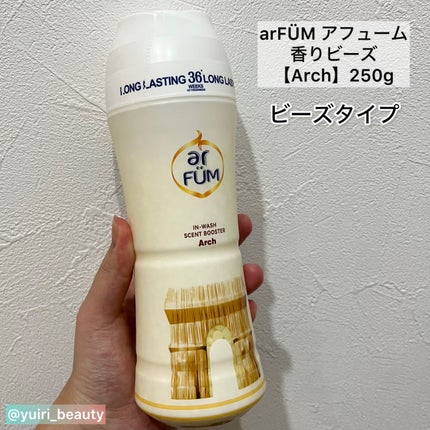 arFÜM アフューム
香りビーズ
【Arch】250g
ビーズタイプ
LONG LASTING 36 LONG LAST
WEEKS
ar
FÜM
IN-WASH
SCENT BOOSTER
Arch
@yuiri_beauty